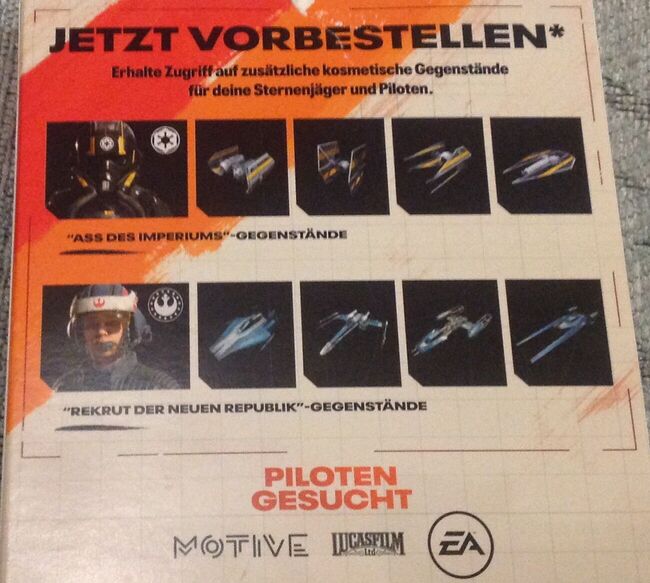 JETZT VORBESTELLEN*
Erhalte Zugriff auf zusätzliche kosmetische Gegenstände
für deine Sternenjäger und Piloten.
"ASS DES IMPERIUMS"-GEGENSTÄNDE
"REKRUT DER NEUEN REPUBLIK"-GEGENSTÄNDE
PILOTEN
GESUCHT
MOTIVE LUCASFILM Ltd EA